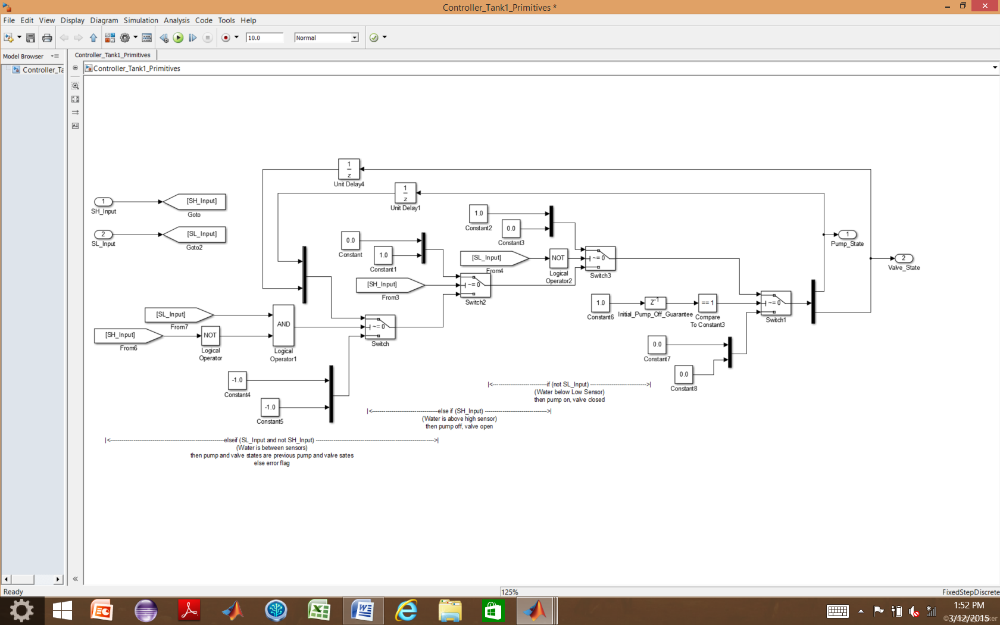 Controller_Tank1_Primitives *
File Edit View Display Diagram Simulation Analysis Code Tools Help
10.0
Normal
Model Browser
Controller_Tank1_Primitives
Controller_Ta
Controller_Tank1_Primitives
1
z
Unit Delay4
1
z
Unit Delay1
1
SH_Input
[SH_Input]
Goto
2
SL_Input
[SL_Input]
Goto2
1.0
Constant2
0.0
Constant3
0.0
Constant
1.0
Constant1
[SL_Input]
From4
NOT
Logical
Operator2
~= 0
Switch3
[SH_Input]
From3
~= 0
Switch2
1
Pump_State
2
Valve_State
[SL_Input]
From7
[SH_Input]
From6
NOT
Logical
Operator
AND
Logical
Operator1
~= 0
Switch
1.0
Constant6
Z-1
Initial_Pump_Off_Guarantee
== 1
Compare
To Constant3
~= 0
Switch1
0.0
Constant7
0.0
Constant8
-1.0
Constant4
-1.0
Constant5
|<------------------------------if (not SL_Input) ------------------------------->|
(Water below Low Sensor)
then pump on, valve closed
|<-----------------------------------else if (SH_Input) ----------------------------------->|
(Water is above high sensor)
then pump off, valve open
|<--------------------------------------------------------------elseif (SL_Input and not SH_Input) ----------------------------------------------------------------->|
(Water is between sensors)
then pump and valve states are previous pump and valve sates
else error flag
Ready
125%
FixedStepDiscrete
1:52 PM
3/12/2015